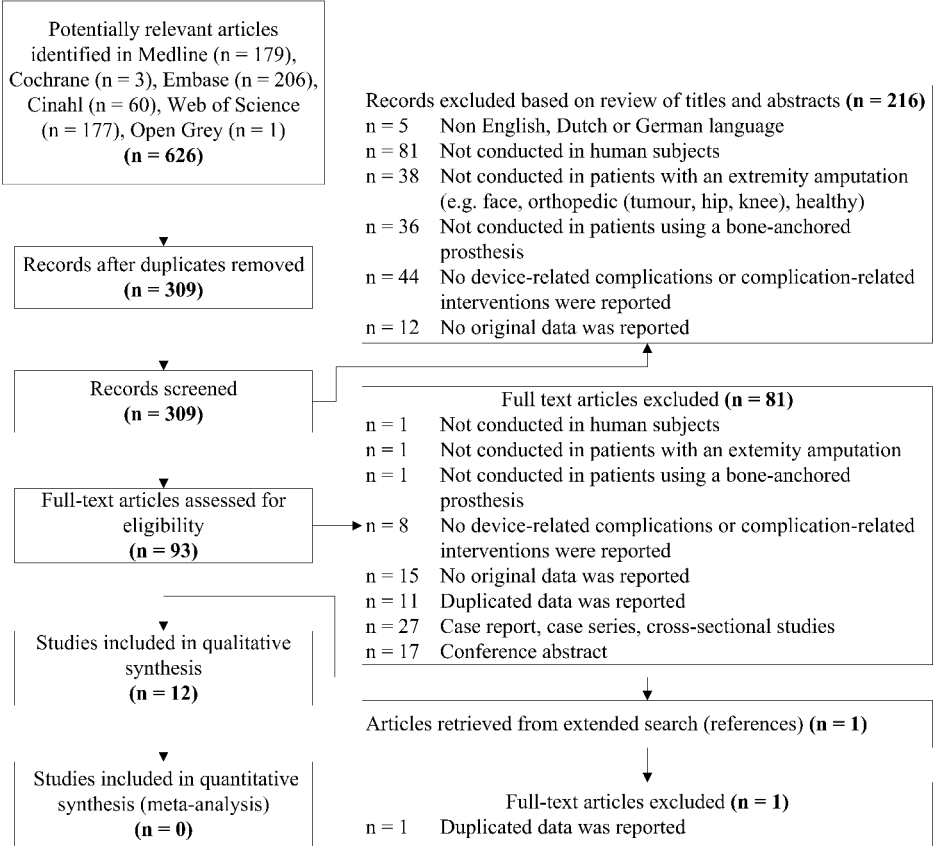 Potentially relevant articles
identified in Medline (n = 179),
Cochrane (n = 3), Embase (n = 206),
Cinahl (n = 60), Web of Science
(n = 177), Open Grey (n = 1)
(n = 626)
Records after duplicates removed
(n = 309)
Records screened
(n = 309)
Full-text articles assessed for
eligibility
(n = 93)
Studies included in qualitative
synthesis
(n = 12)
Studies included in quantitative
synthesis (meta-analysis)
(n = 0)
Records excluded based on review of titles and abstracts (n = 216)
n = 5 Non English, Dutch or German language
n = 81 Not conducted in human subjects
n = 38 Not conducted in patients with an extremity amputation
(e.g. face, orthopedic (tumour, hip, knee), healthy)
n = 36 Not conducted in patients using a bone-anchored
prosthesis
n = 44 No device-related complications or complication-related
interventions were reported
n = 12 No original data was reported
Full text articles excluded (n = 81)
n = 1 Not conducted in human subjects
n = 1 Not conducted in patients with an extemity amputation
n = 1 Not conducted in patients using a bone-anchored
prosthesis
n = 8 No device-related complications or complication-related
interventions were reported
n = 15 No original data was reported
n = 11 Duplicated data was reported
n = 27 Case report, case series, cross-sectional studies
n = 17 Conference abstract
Articles retrieved from extended search (references) (n = 1)
Full-text articles excluded (n = 1)
n = 1 Duplicated data was reported